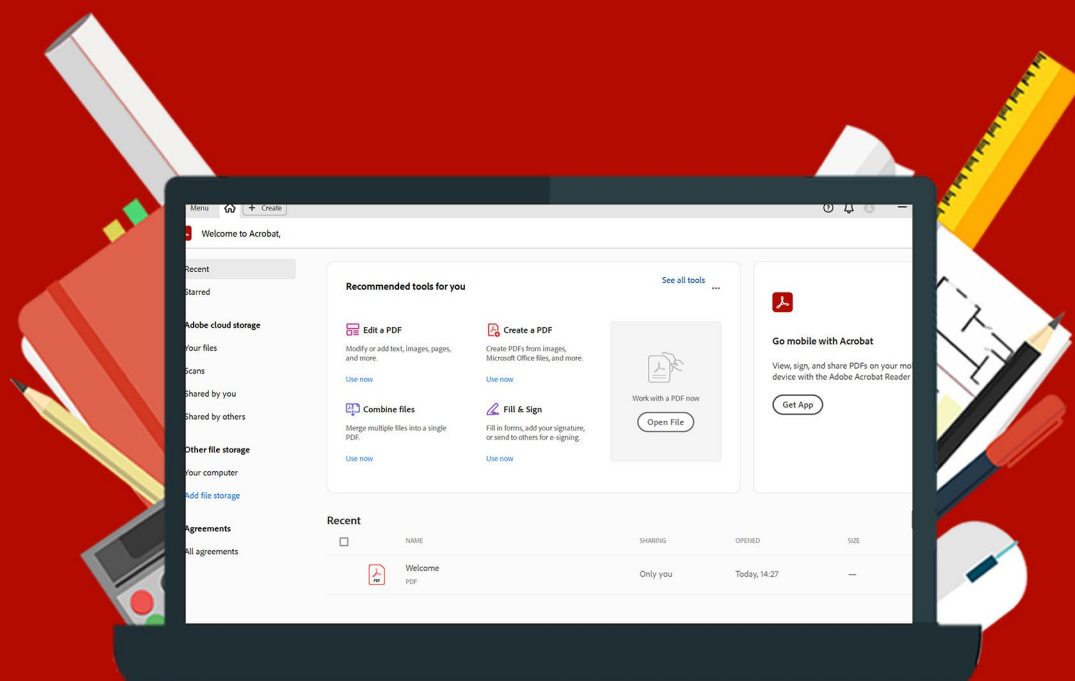 Menu
+ Create
Welcome to Acrobat,
Recent
Starred
Adobe cloud storage
Your files
Scans
Shared by you
Shared by others
Other file storage
Your computer
Add file storage
Agreements
All agreements
Recommended tools for you
See all tools
...
Edit a PDF
Modify or add text, images, pages,
and more.
Use now
Create a PDF
Create PDFs from images,
Microsoft Office files, and more.
Use now
Combine files
Merge multiple files into a single
PDF.
Use now
Fill & Sign
Fill in forms, add your signature,
or send to others for e-signing.
Use now
Work with a PDF now
Open File
Go mobile with Acrobat
View, sign, and share PDFs on your
device with the Adobe Acrobat Reader
Get App
Recent
NAME
SHARING
OPENED
SIZE
Welcome
PDF
PDF
Only you
Today, 14:27
—